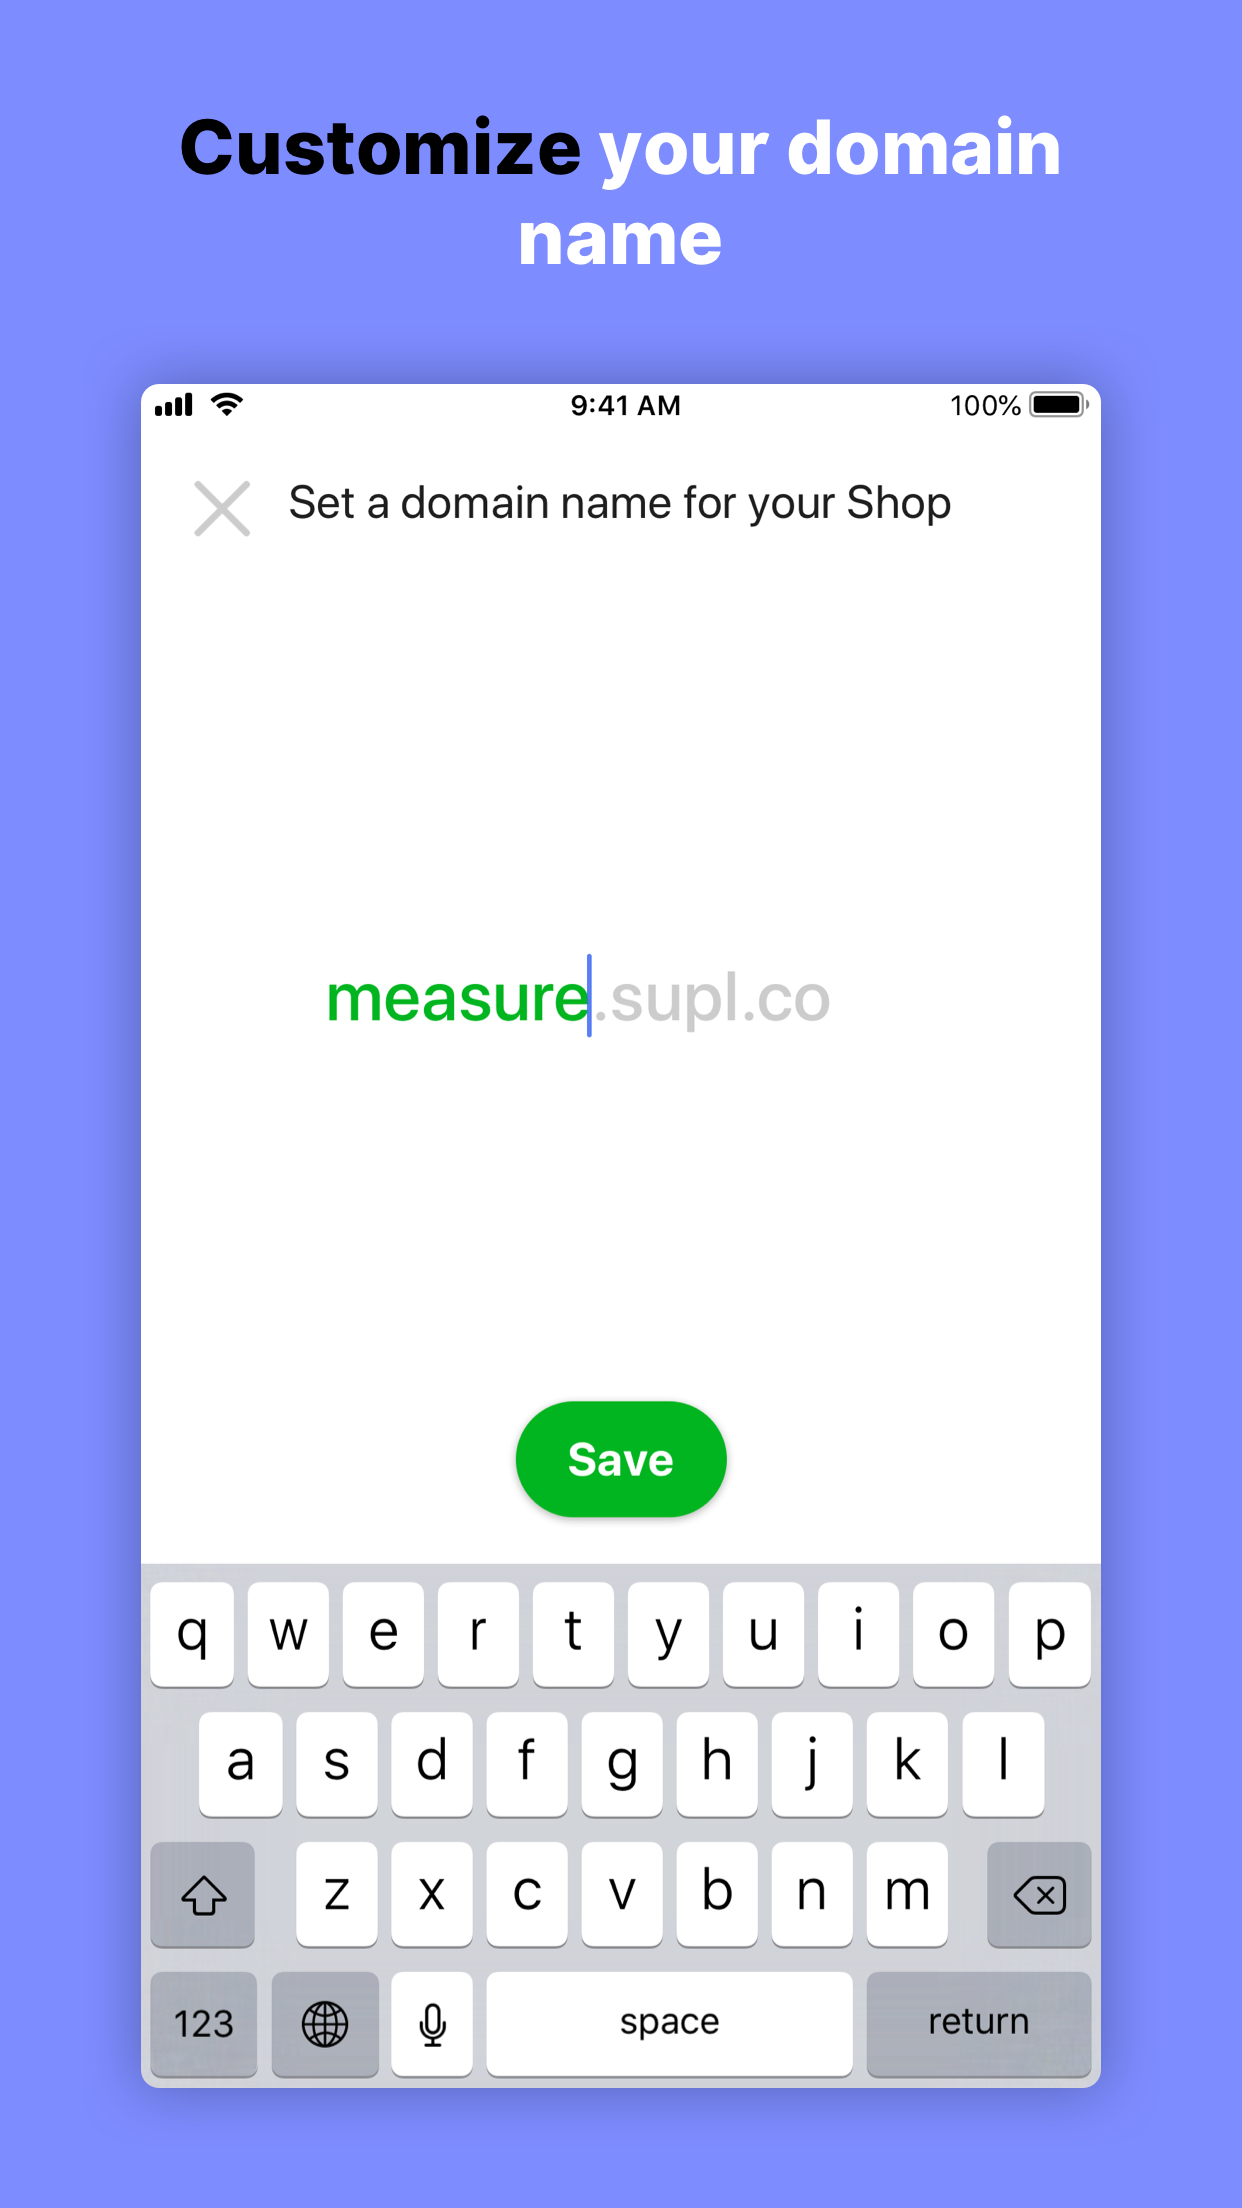 Customize your domain
name
9:41 AM
100%
Set a domain name for your Shop
measure.supl.co
Save
q w e r t y u i o p
a s d f g h j k l
z x c v b n m
123
space
return